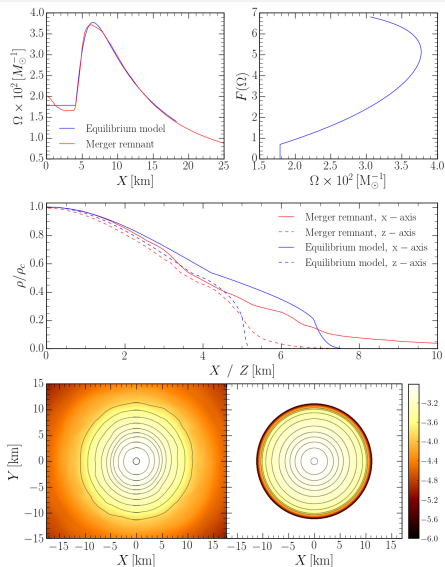 4.0
3.5
3.0
2.5
2.0
1.5
1.0
0.5
Ω × 10² [M⊙⁻¹]
Equilibrium model
Merger remnant
0 5 10 15 20 25
X [km]
7
6
5
4
3
2
1
0
F(Ω)
1.5 2.0 2.5 3.0 3.5 4.0
Ω × 10² [M⊙⁻¹]
1.0
0.8
0.6
0.4
0.2
0.0
ρ/ρc
Merger remnant, x − axis
Merger remnant, z − axis
Equilibrium model, x − axis
Equilibrium model, z − axis
0 2 4 6 8 10
X / Z [km]
15
10
5
0
−5
−10
−15
Y [km]
−15 −10 −5 0 5 10 15
X [km]
−15 −10 −5 0 5 10 15
X [km]
−3.2
−3.6
−4.0
−4.4
−4.8
−5.2
−5.6
−6.0